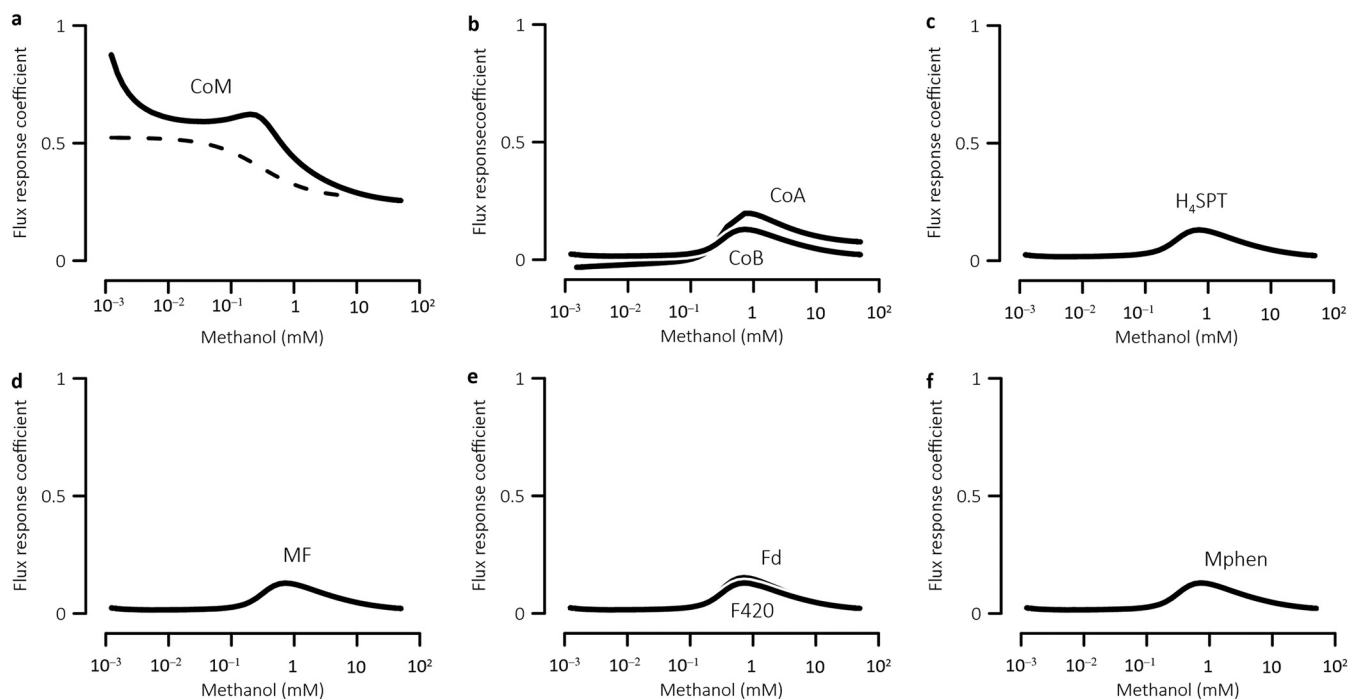 a
Flux response coefficient
1
0.5
0
CoM
10⁻³ 10⁻² 10⁻¹ 1 10 10²
Methanol (mM)
b
Flux responsecoefficient
1
0.5
0
CoA
CoB
10⁻³ 10⁻² 10⁻¹ 1 10 10²
Methanol (mM)
c
Flux response coefficient
1
0.5
0
H₄SPT
10⁻³ 10⁻² 10⁻¹ 1 10 10²
Methanol (mM)
d
Flux response coefficient
1
0.5
0
MF
10⁻³ 10⁻² 10⁻¹ 1 10 10²
Methanol (mM)
e
Flux response coefficient
1
0.5
0
Fd
F420
10⁻³ 10⁻² 10⁻¹ 1 10 10²
Methanol (mM)
f
Flux response coefficient
1
0.5
0
Mphen
10⁻³ 10⁻² 10⁻¹ 1 10 10²
Methanol (mM)